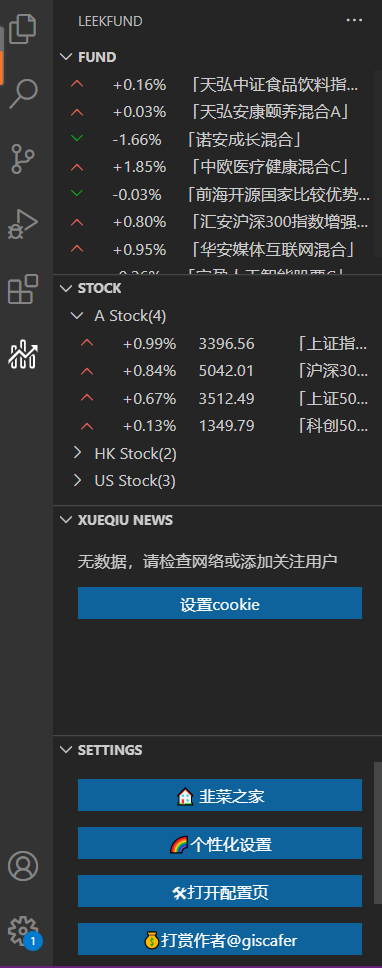 LEEKFUND ...
FUND
+0.16% 「天弘中证食品饮料指...
+0.03% 「天弘安康颐养混合A」
-1.66% 「诺安成长混合」
+1.85% 「中欧医疗健康混合C」
-0.03% 「前海开源国家比较优势...
+0.80% 「汇安沪深300指数增强...
+0.95% 「华安媒体互联网混合」
STOCK
A Stock(4)
+0.99% 3396.56 「上证指...
+0.84% 5042.01 「沪深30...
+0.67% 3512.49 「上证50...
+0.13% 1349.79 「科创50...
HK Stock(2)
US Stock(3)
XUEQIU NEWS
无数据，请检查网络或添加关注用户
设置cookie
SETTINGS
🏠 韭菜之家
🌈个性化设置
🛠打开配置页
💰打赏作者@giscafer
1